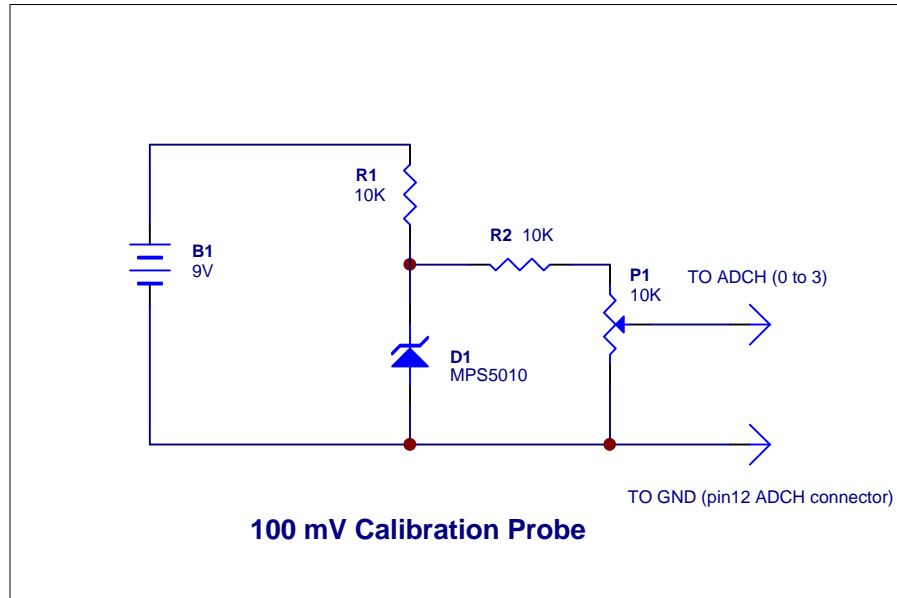 R1
10K
R2 10K
B1
9V
P1
10K
TO ADCH (0 to 3)
D1
MPS5010
TO GND (pin12 ADCH connector)
100 mV Calibration Probe